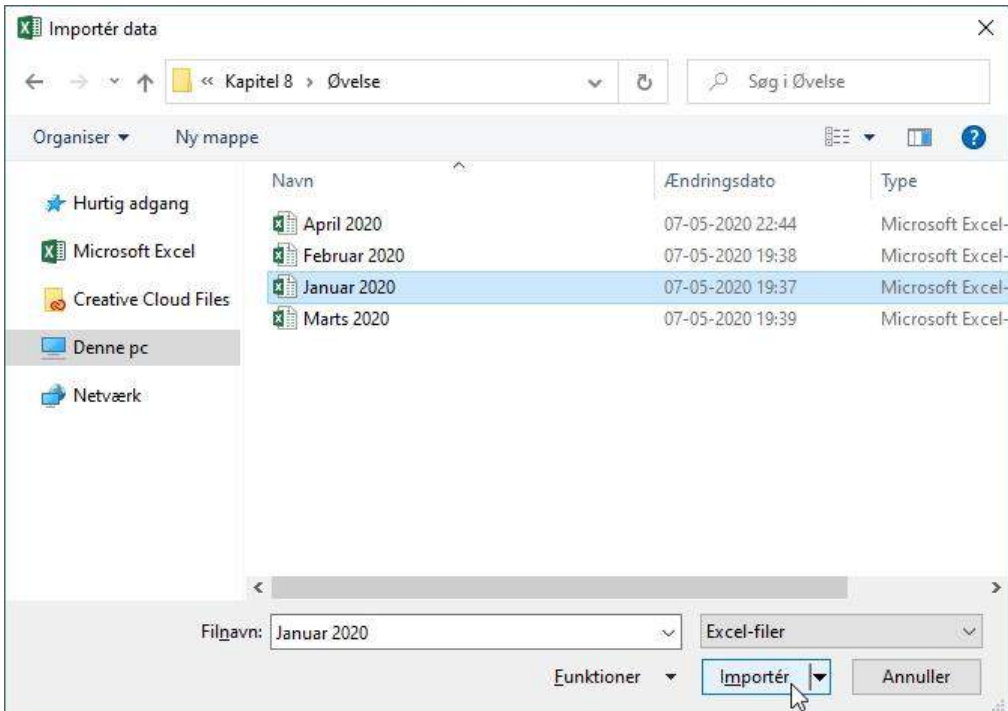 Importér data
« Kapitel 8 › Øvelse
Søg i Øvelse
Organiser
Ny mappe
Hurtig adgang
Microsoft Excel
Creative Cloud Files
Denne pc
Netværk
Navn Ændringsdato Type
April 2020 07-05-2020 22:44 Microsoft Excel-
Februar 2020 07-05-2020 19:38 Microsoft Excel-
Januar 2020 07-05-2020 19:37 Microsoft Excel-
Marts 2020 07-05-2020 19:39 Microsoft Excel-
Filnavn: Januar 2020 Excel-filer
Funktioner Importér Annuller